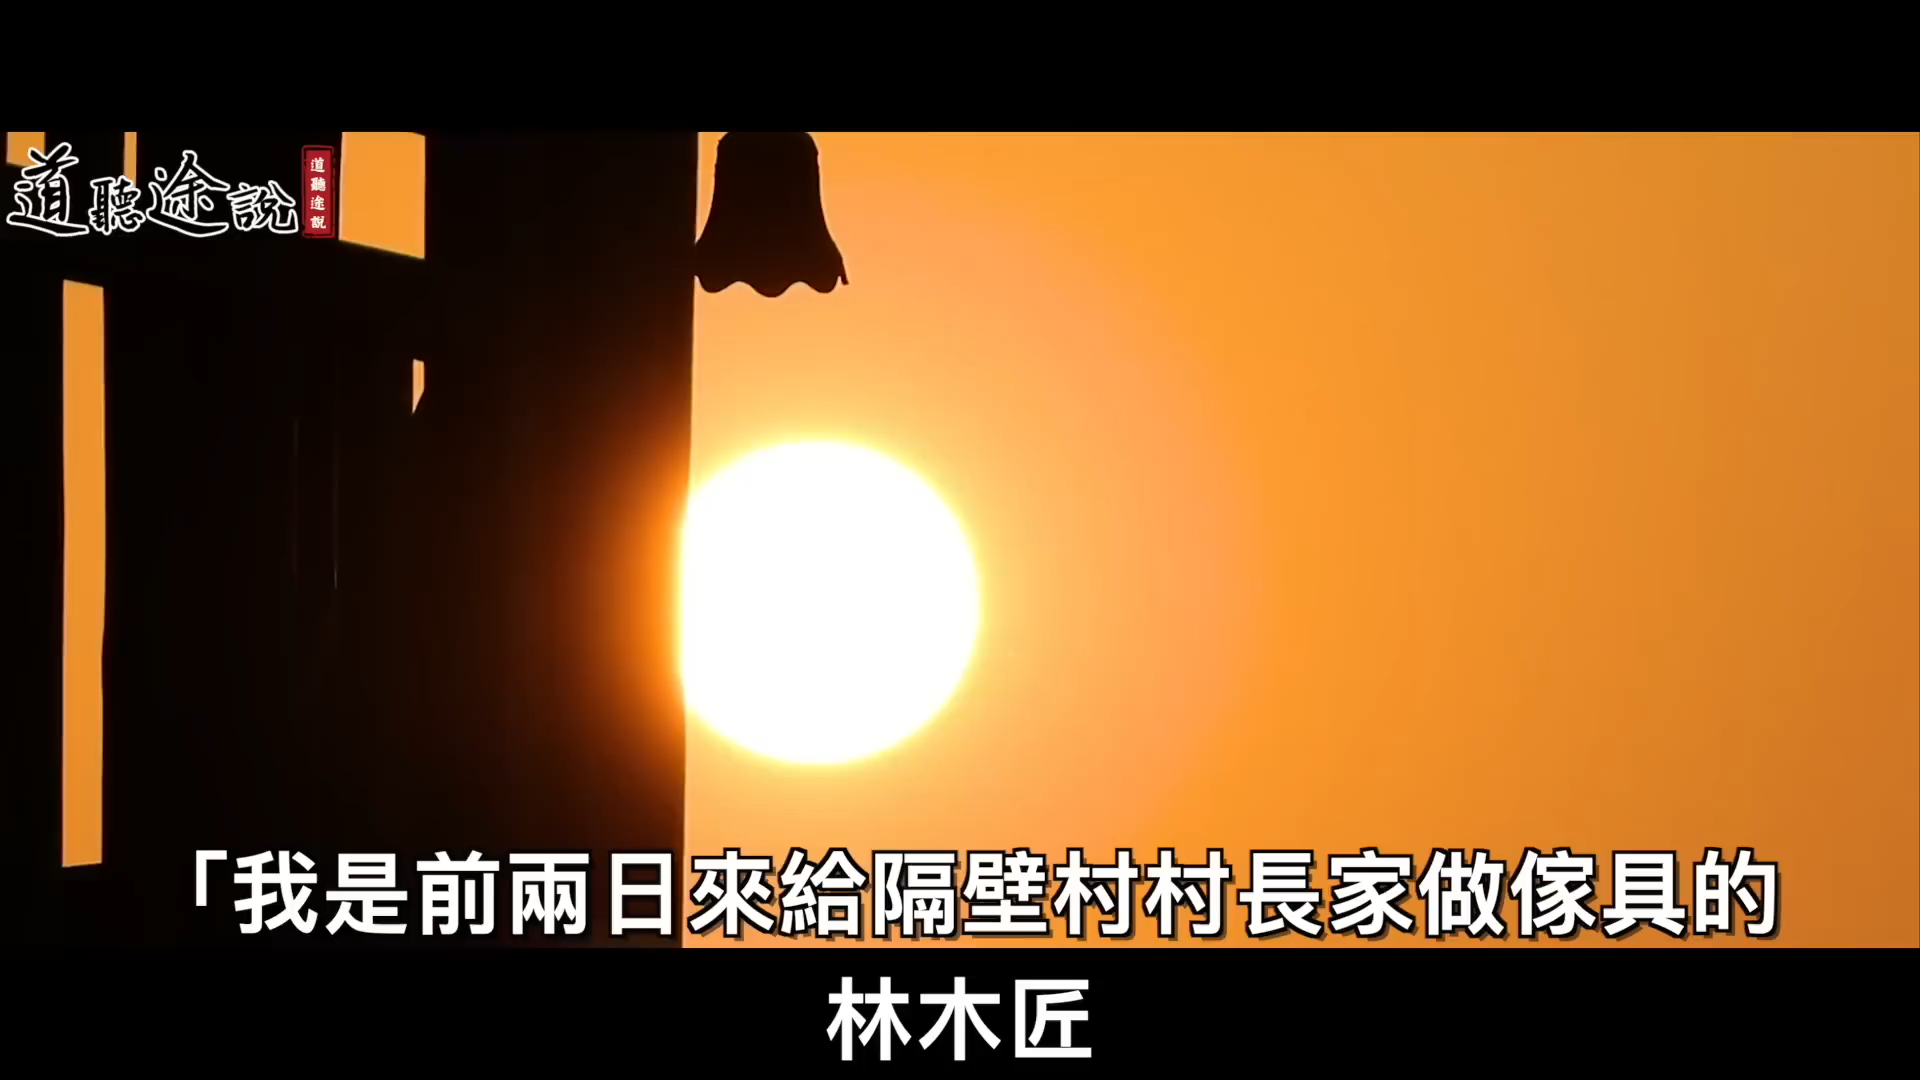 道聽途說
道聽途說
「我是前兩日來給隔壁村村長家做傢具的
林木匠